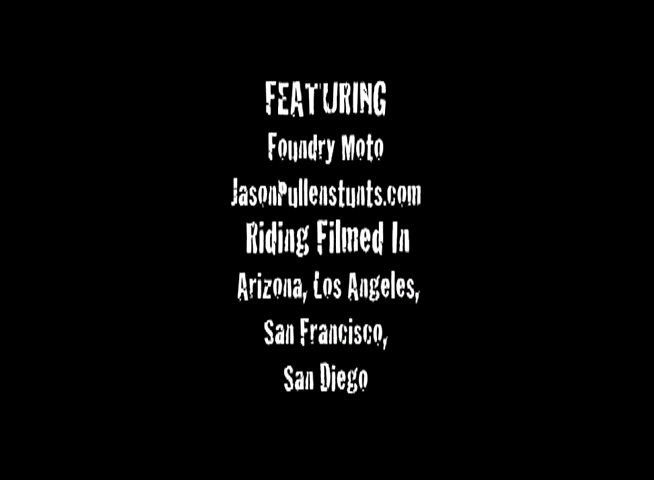 FEATURING
Foundry Moto
JasonPullenstunts.com
Riding Filmed In
Arizona, Los Angeles,
San Francisco,
San Diego